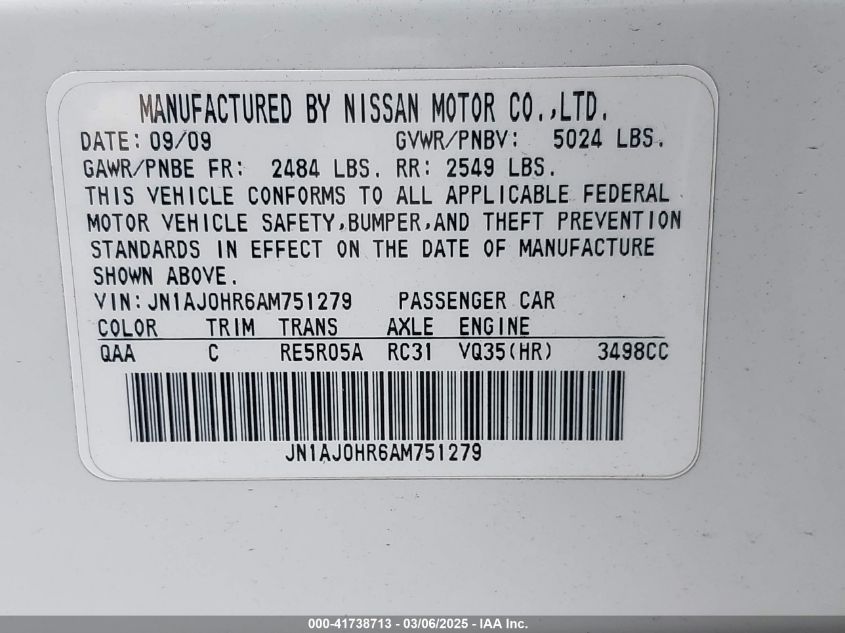 MANUFACTURED BY NISSAN MOTOR CO.,LTD.
DATE: 09/09 GVWR/PNBV: 5024 LBS.
GAWR/PNBE FR: 2484 LBS. RR: 2549 LBS.
THIS VEHICLE CONFORMS TO ALL APPLICABLE FEDERAL
MOTOR VEHICLE SAFETY,BUMPER,AND THEFT PREVENTION
STANDARDS IN EFFECT ON THE DATE OF MANUFACTURE
SHOWN ABOVE.
VIN: JN1AJ0HR6AM751279 PASSENGER CAR
COLOR TRIM TRANS AXLE ENGINE
QAA C RE5R05A RC31 VQ35(HR) 3498CC
JN1AJ0HR6AM751279
000-41738713 - 03/06/2025 - IAA Inc.